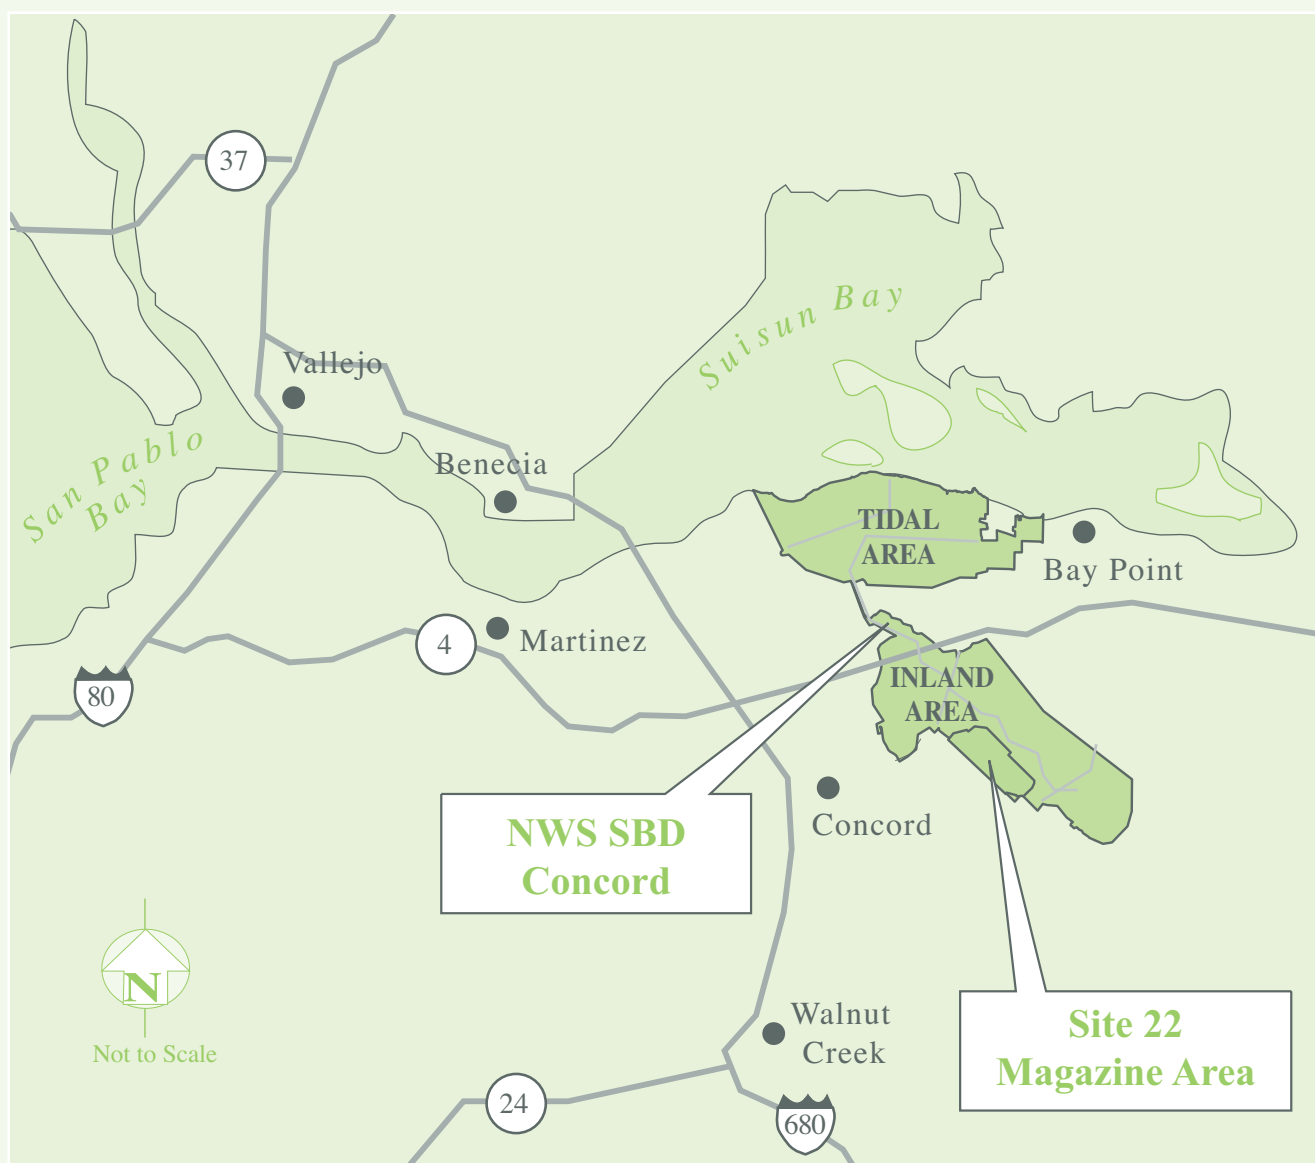 37
Suisun Bay
Vallejo
San Pablo
Bay
Benecia
TIDAL
AREA
Bay Point
4
Martinez
80
INLAND
AREA
NWS SBD
Concord
Concord
N
Not to Scale
Walnut
Creek
Site 22
Magazine Area
24
680